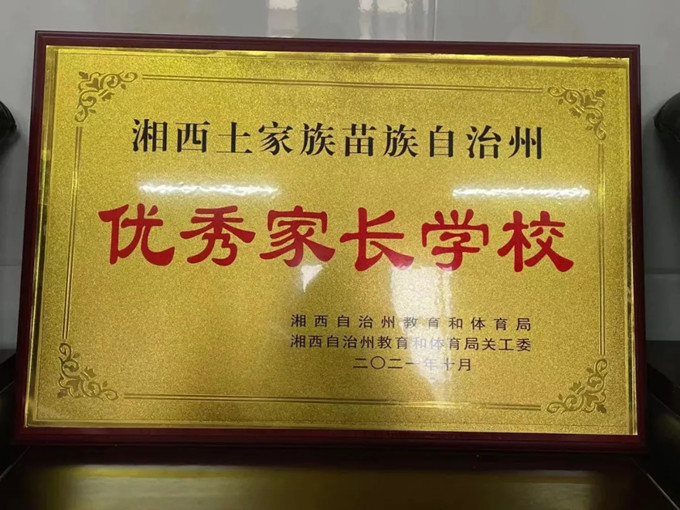 湘西土家族苗族自治州
优秀家长学校
湘西自治州教育和体育局
湘西自治州教育和体育局关工委
二〇二一年十月